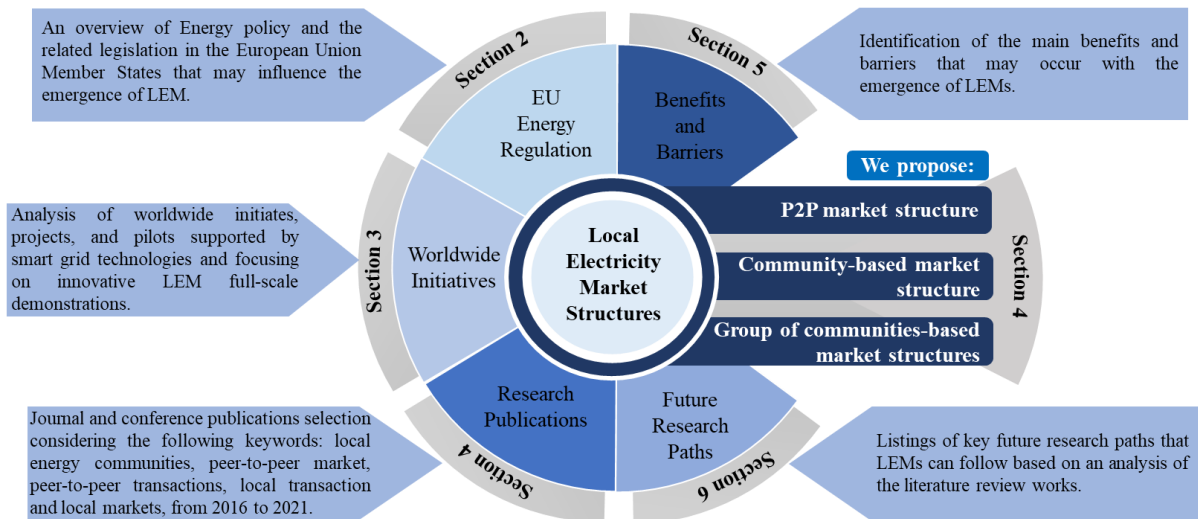 An overview of Energy policy and the
related legislation in the European Union
Member States that may influence the
emergence of LEM.
Section 2
EU
Energy
Regulation
Section 5
Benefits
and
Barriers
Identification of the main benefits and
barriers that may occur with the
emergence of LEMs.
Analysis of worldwide initiates,
projects, and pilots supported by
smart grid technologies and focusing
on innovative LEM full-scale
demonstrations.
Section 3
Worldwide
Initiatives
Local
Electricity
Market
Structures
We propose:
P2P market structure
Community-based market
structure
Group of communities-based
market structures
Section 4
Journal and conference publications selection
considering the following keywords: local
energy communities, peer-to-peer market,
peer-to-peer transactions, local transaction
and local markets, from 2016 to 2021.
Section 4
Research
Publications
Future
Research
Paths
Section 6
Listings of key future research paths that
LEMs can follow based on an analysis of
the literature review works.